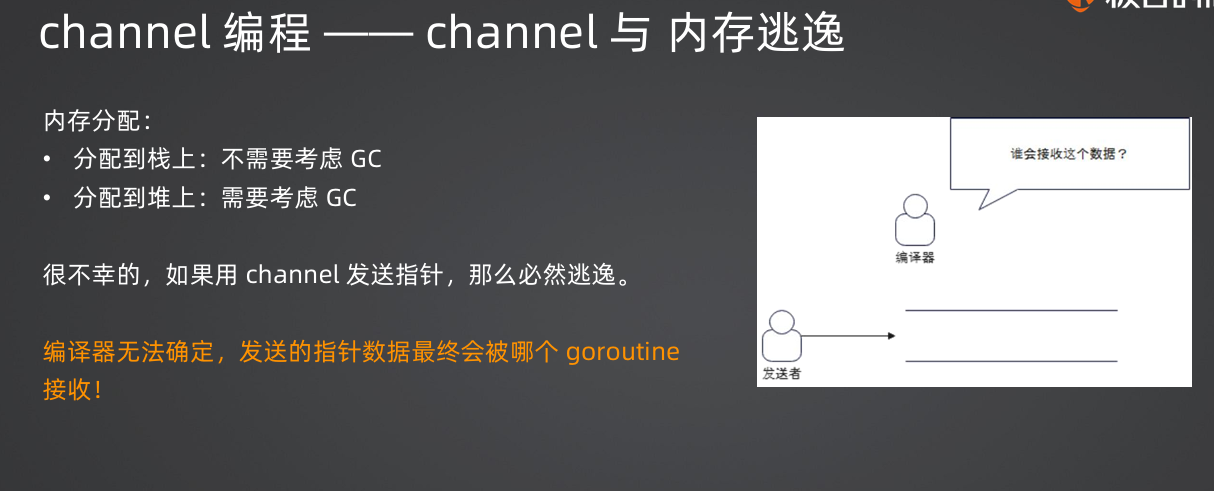 channel 编程 —— channel 与 内存逃逸
内存分配：
• 分配到栈上：不需要考虑 GC
• 分配到堆上：需要考虑 GC
很不幸的，如果用 channel 发送指针，那么必然逃逸。
编译器无法确定，发送的指针数据最终会被哪个 goroutine
接收！
谁会接收这个数据？
编译器
发送者